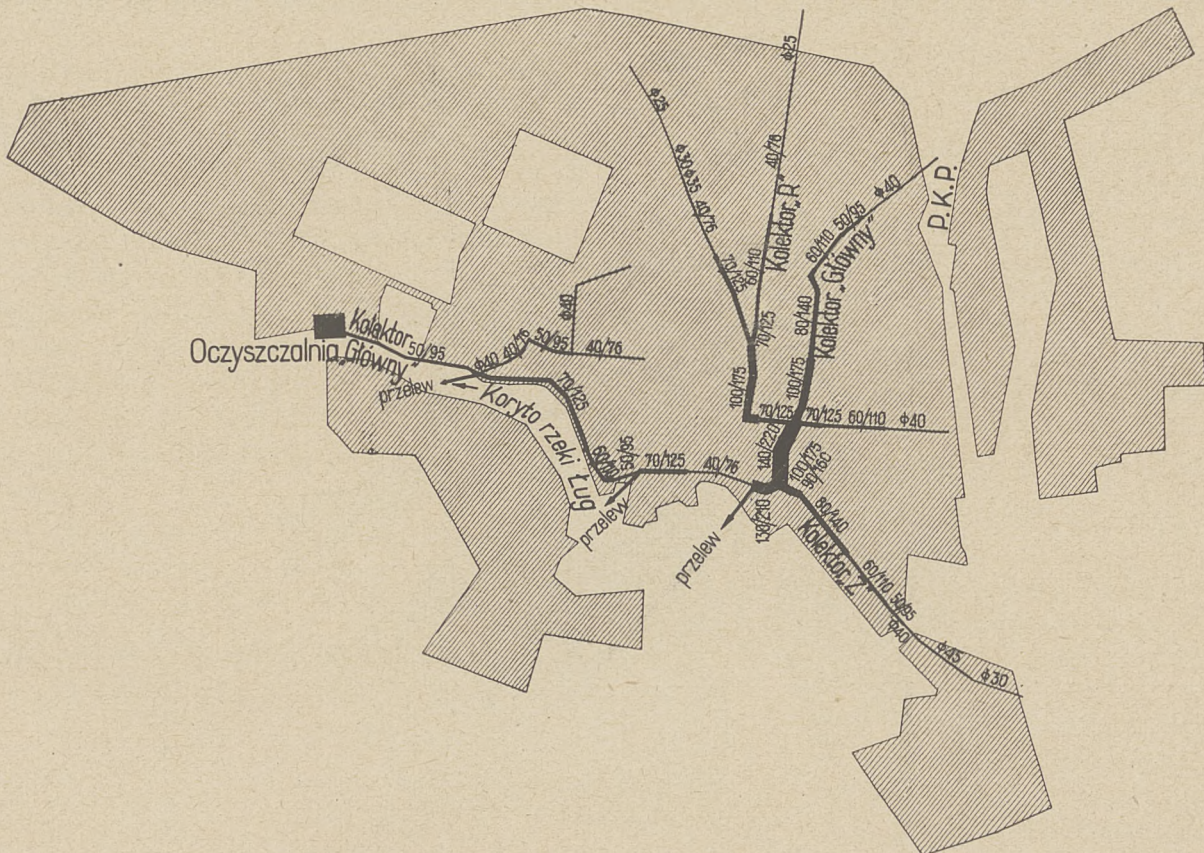 ϕ25
ϕ25
ϕ30 ϕ35 40/76
70/125
40/76
Kolektor „R"
60/110
70/125
100/175
P.K.P.
ϕ40
50/95
60/110
Kolektor „Główny"
80/140
100/175
ϕ40
Kolektor „Główny"
50/95
Oczyszczalnia
ϕ40 40/76
50/95
40/76
przelew
Koryto rzeki Ług
70/125
60/110
50/95
70/125
40/76
przelew
70/125
70/125 60/110 ϕ40
140/220
100/175
90/160
130/210
przelew
80/140
Kolektor „Z"
60/110 50/95
ϕ40
ϕ45
ϕ30